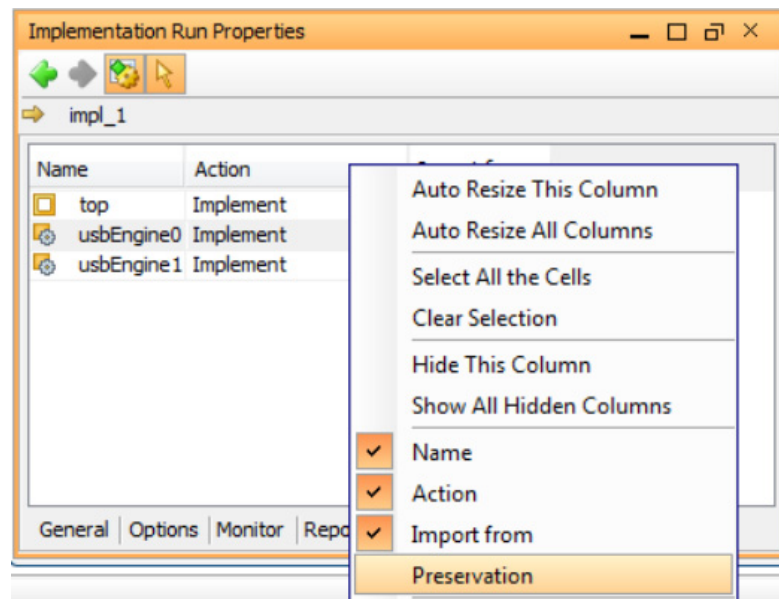 Implementation Run Properties
impl_1
Name Action
top Implement
usbEngine0 Implement
usbEngine1 Implement
Auto Resize This Column
Auto Resize All Columns
Select All the Cells
Clear Selection
Hide This Column
Show All Hidden Columns
Name
Action
Import from
Preservation
General Options Monitor Repo